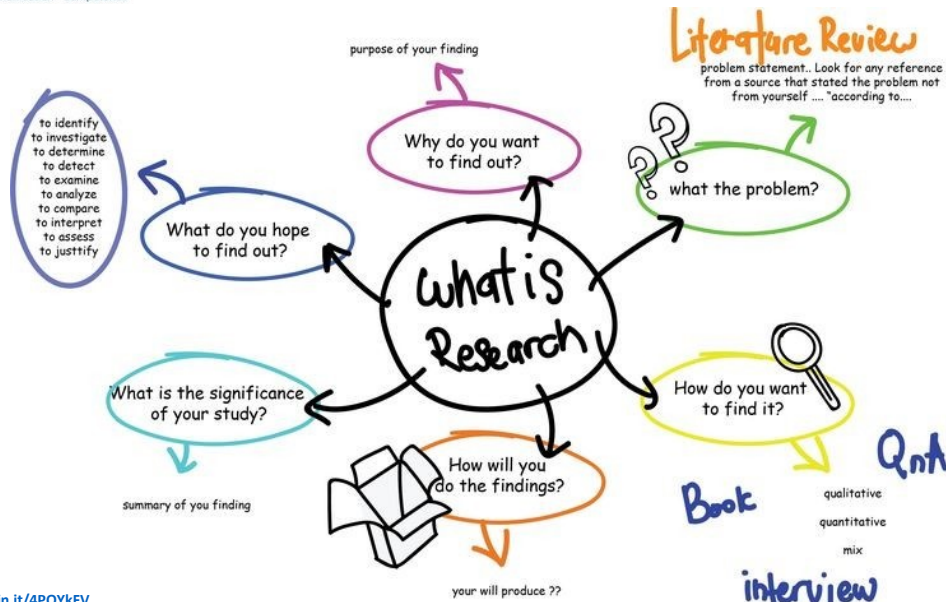 Literature Review
problem statement.. Look for any reference
from a source that stated the problem not
from yourself .... "according to....
purpose of your finding
Why do you want
to find out?
what the problem?
to identify
to investigate
to determine
to detect
to examine
to analyze
to compare
to interpret
to assess
to justtify
What do you hope
to find out?
What is
Research
What is the significance
of your study?
summary of you finding
How will you
do the findings?
your will produce ??
How do you want
to find it?
QnA
Book
qualitative
quantitative
mix
interview
in.it/4PQYkEV